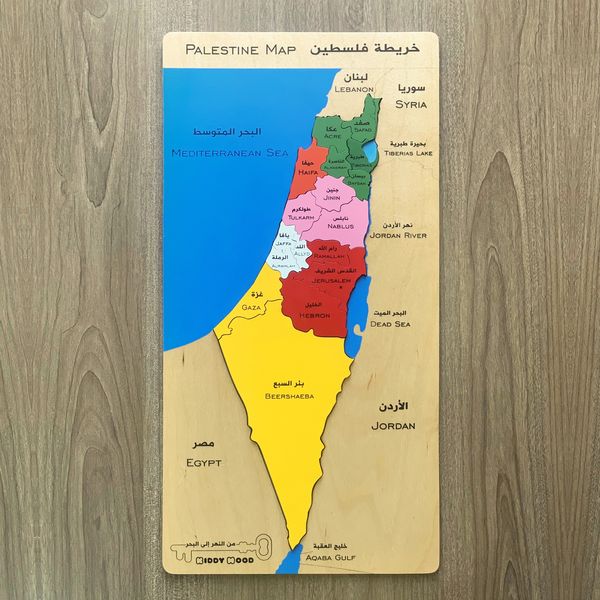 PALESTINE MAP خريطة فلسطين
لبنان
LEBANON
سوريا
SYRIA
البحر المتوسط
MEDITERRANEAN SEA
عكا
ACRE
صفد
SAFAD
بحيرة طبرية
TIBERIAS LAKE
الناصرة
طبرية
TIBERIAS
حيفا
HAIFA
بيسان
BAYSAN
جنين
JININ
طولكرم
TULKARM
نابلس
NABLUS
نهر الأردن
JORDAN RIVER
يافا
JAFFA
اللد
ALLYD
الرملة
ALRAMLAH
رام الله
RAMALLAH
القدس الشريف
JERUSALEM
غزة
GAZA
الخليل
HEBRON
البحر الميت
DEAD SEA
بئر السبع
BEERSHAEBA
الأردن
JORDAN
مصر
EGYPT
من النهر إلى البحر
KIDDY WOOD
خليج العقبة
AQABA GULF